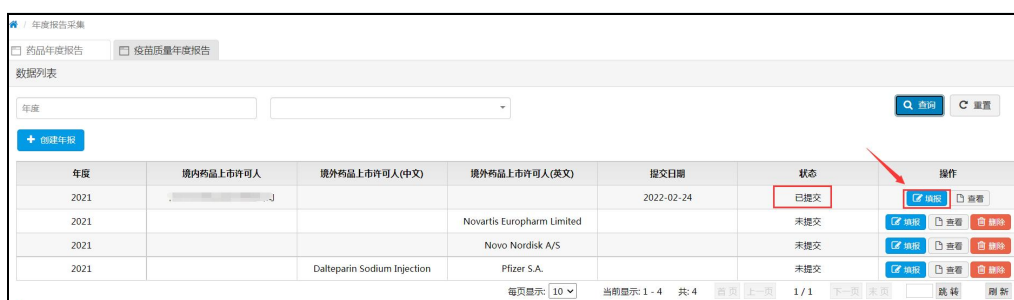 / 年度报告采集
药品年度报告 疫苗质量年度报告
数据列表
年度 查询 重置
+ 创建年报
年度 境内药品上市许可人 境外药品上市许可人(中文) 境外药品上市许可人(英文) 提交日期 状态 操作
2021 2022-02-24 已提交 填报 查看
2021 Novartis Europharm Limited 未提交 填报 查看 删除
2021 Novo Nordisk A/S 未提交 填报 查看 删除
2021 Dalteparin Sodium Injection Pfizer S.A. 未提交 填报 查看 删除
每页显示: 10 当前显示: 1 - 4 共: 4 首页 上一页 1 / 1 下一页 末页 跳转 刷新